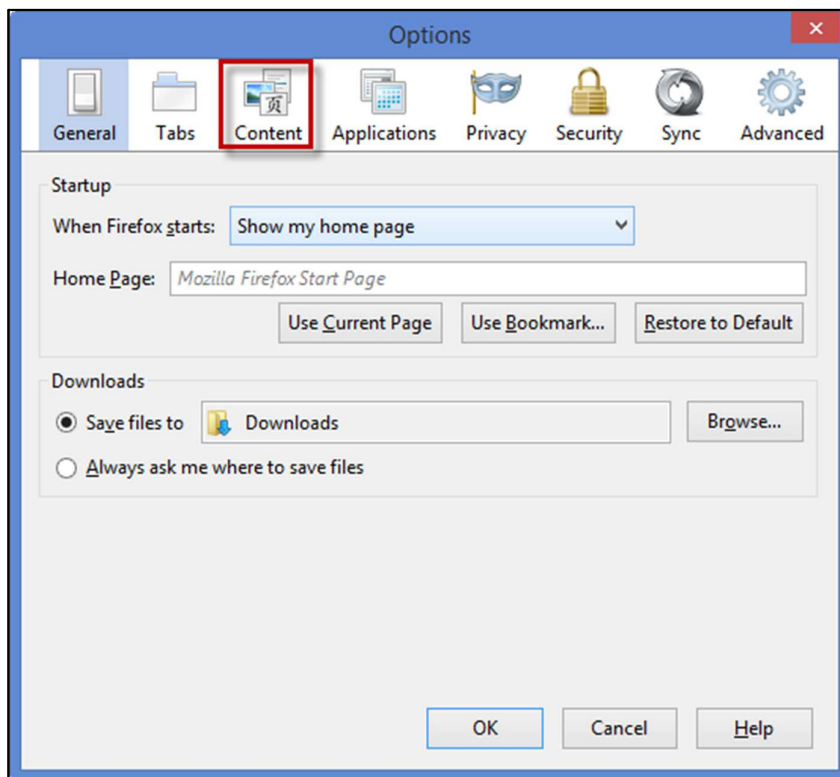 Options
页
General Tabs Content Applications Privacy Security Sync Advanced
Startup
When Firefox starts: Show my home page
Home Page: Mozilla Firefox Start Page
Use Current Page Use Bookmark... Restore to Default
Downloads
Save files to Downloads Browse...
Always ask me where to save files
OK Cancel Help